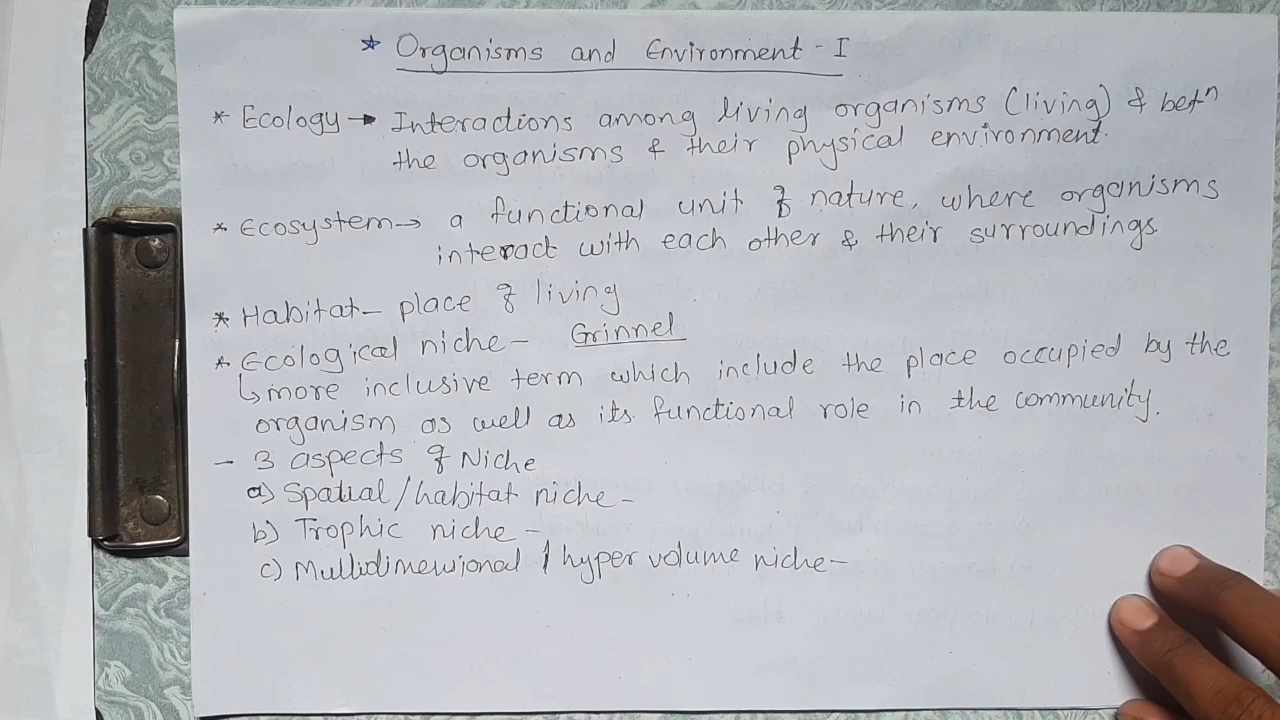 * Organisms and Environment - I
* Ecology → Interactions among living organisms (living) & betn
the organisms & their physical environment.
* Ecosystem → a functional unit of nature, where organisms
interact with each other & their surroundings.
* Habitat - place of living
* Ecological niche - Grinnel
↳ more inclusive term which include the place occupied by the
organism as well as its functional role in the community.
- 3 aspects of Niche
a) Spatial / habitat niche -
b) Trophic niche -
c) Multidimensional / hyper volume niche -